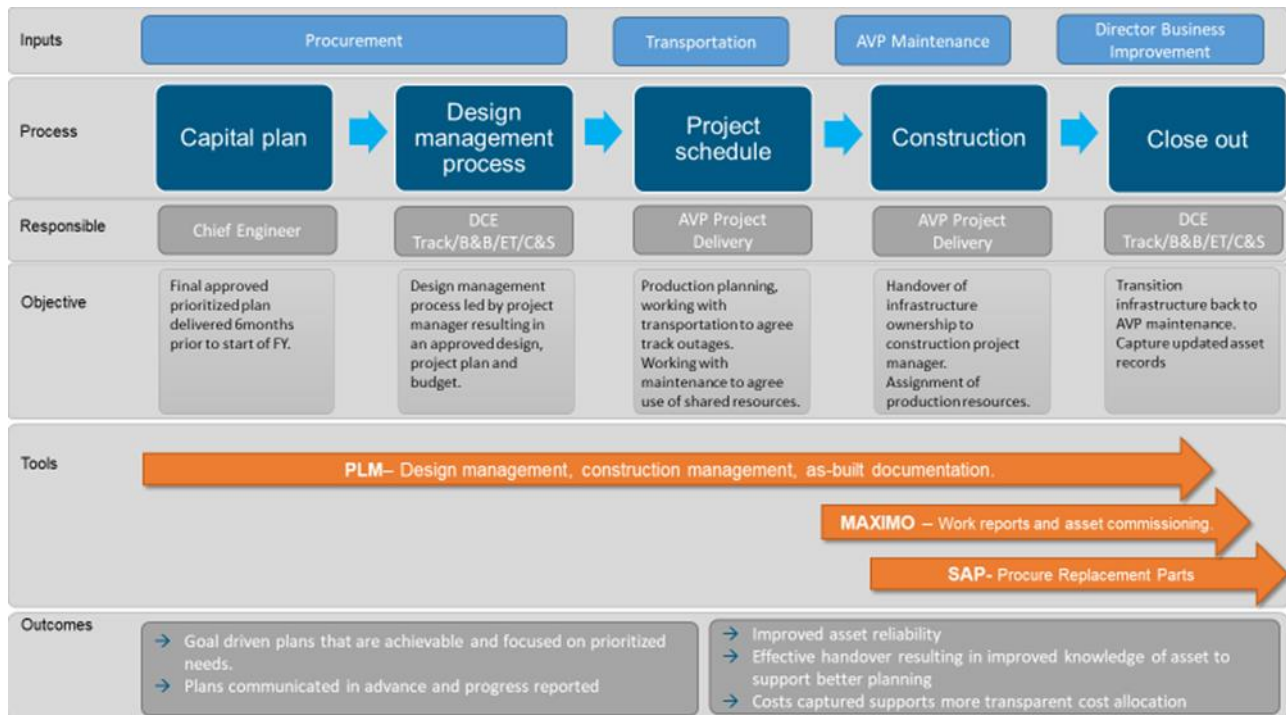 Inputs
Procurement
Transportation
AVP Maintenance
Director Business
Improvement
Process
Capital plan
Design
management
process
Project
schedule
Construction
Close out
Responsible
Chief Engineer
DCE
Track/B&B/ET/C&S
AVP Project
Delivery
AVP Project
Delivery
DCE
Track/B&B/ET/C&S
Objective
Final approved
prioritized plan
delivered 6months
prior to start of FY.
Design management
process led by project
manager resulting in
an approved design,
project plan and
budget.
Production planning,
working with
transportation to agree
track outages.
Working with
maintenance to agree
use of shared resources.
Handover of
infrastructure
ownership to
construction project
manager.
Assignment of
production resources.
Transition
infrastructure back to
AVP maintenance.
Capture updated asset
records
Tools
PLM– Design management, construction management, as-built documentation.
MAXIMO – Work reports and asset commissioning.
SAP- Procure Replacement Parts
Outcomes
→ Goal driven plans that are achievable and focused on prioritized
needs.
→ Plans communicated in advance and progress reported
→ Improved asset reliability
→ Effective handover resulting in improved knowledge of asset to
support better planning
→ Costs captured supports more transparent cost allocation